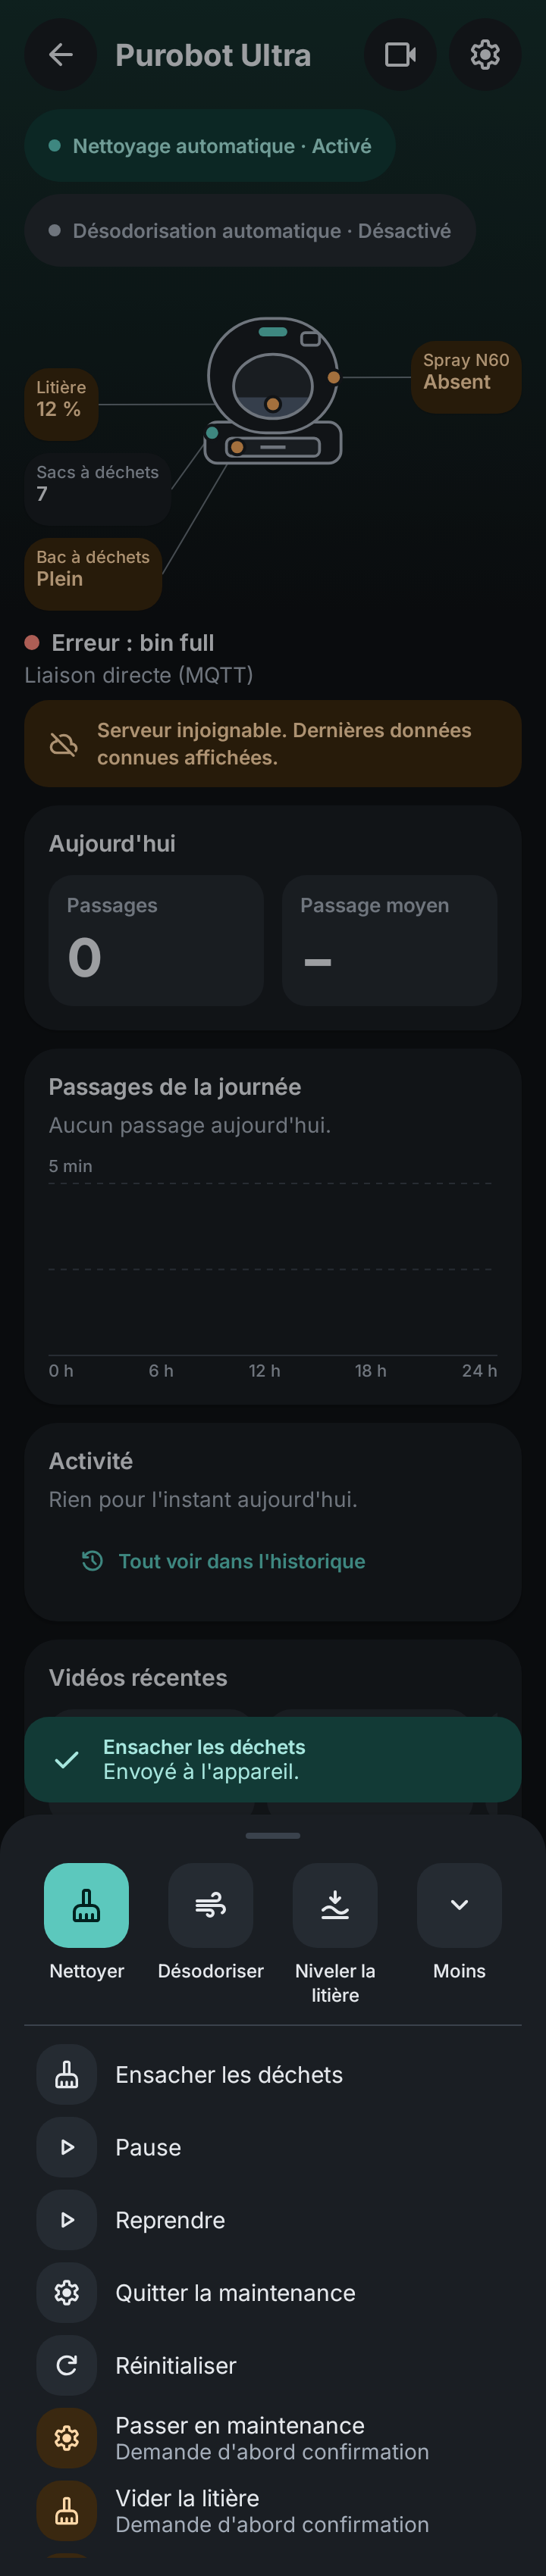 Purobot Ultra
Nettoyage automatique · Activé
Désodorisation automatique · Désactivé
Spray N60
Absent
Litière
12 %
Sacs à déchets
7
Bac à déchets
Plein
Erreur : bin full
Liaison directe (MQTT)
Serveur injoignable. Dernières données
connues affichées.
Aujourd'hui
Passages
Passage moyen
0
–
Passages de la journée
Aucun passage aujourd'hui.
5 min
0 h 6 h 12 h 18 h 24 h
Activité
Rien pour l'instant aujourd'hui.
Tout voir dans l'historique
Vidéos récentes
Ensacher les déchets
Envoyé à l'appareil.
Nettoyer
Désodoriser
Niveler la
litière
Moins
Ensacher les déchets
Pause
Reprendre
Quitter la maintenance
Réinitialiser
Passer en maintenance
Demande d'abord confirmation
Vider la litière
Demande d'abord confirmation